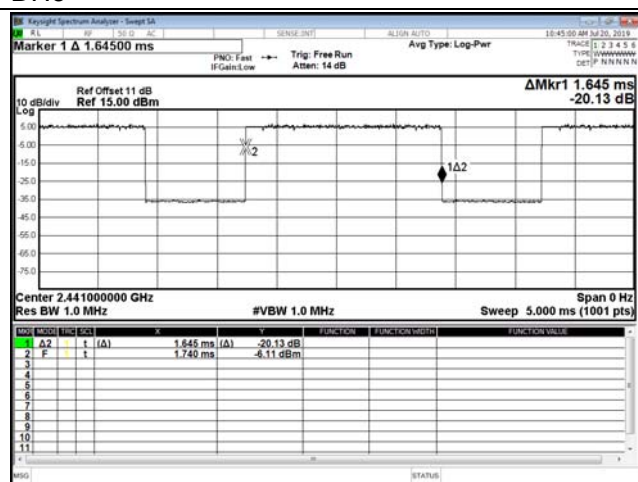 Keysight Spectrum Analyzer - Swept SA
RL RF 50 Ω AC SENSE:INT ALIGN AUTO 10:45:00 AM Jul 20, 2019
Marker 1 Δ 1.64500 ms
PNO: Fast
IFGain:Low
Trig: Free Run
Atten: 14 dB
Avg Type: Log-Pwr
TRACE 1 2 3 4 5 6
TYPE WWWWWW
DET P N N N N N
Ref Offset 11 dB
10 dB/div Ref 15.00 dBm
Log
ΔMkr1 1.645 ms
-20.13 dB
5.00
-5.00
-15.0
-25.0
-35.0
-45.0
-55.0
-65.0
-75.0
2
1Δ2
Center 2.441000000 GHz Span 0 Hz
Res BW 1.0 MHz #VBW 1.0 MHz Sweep 5.000 ms (1001 pts)
MKR MODE TRC SCL X Y FUNCTION FUNCTION WIDTH FUNCTION VALUE
1 Δ2 1 t (Δ) 1.645 ms (Δ) -20.13 dB
2 F 1 t 1.740 ms -6.11 dBm
3
4
5
6
7
8
9
10
11
MSG STATUS